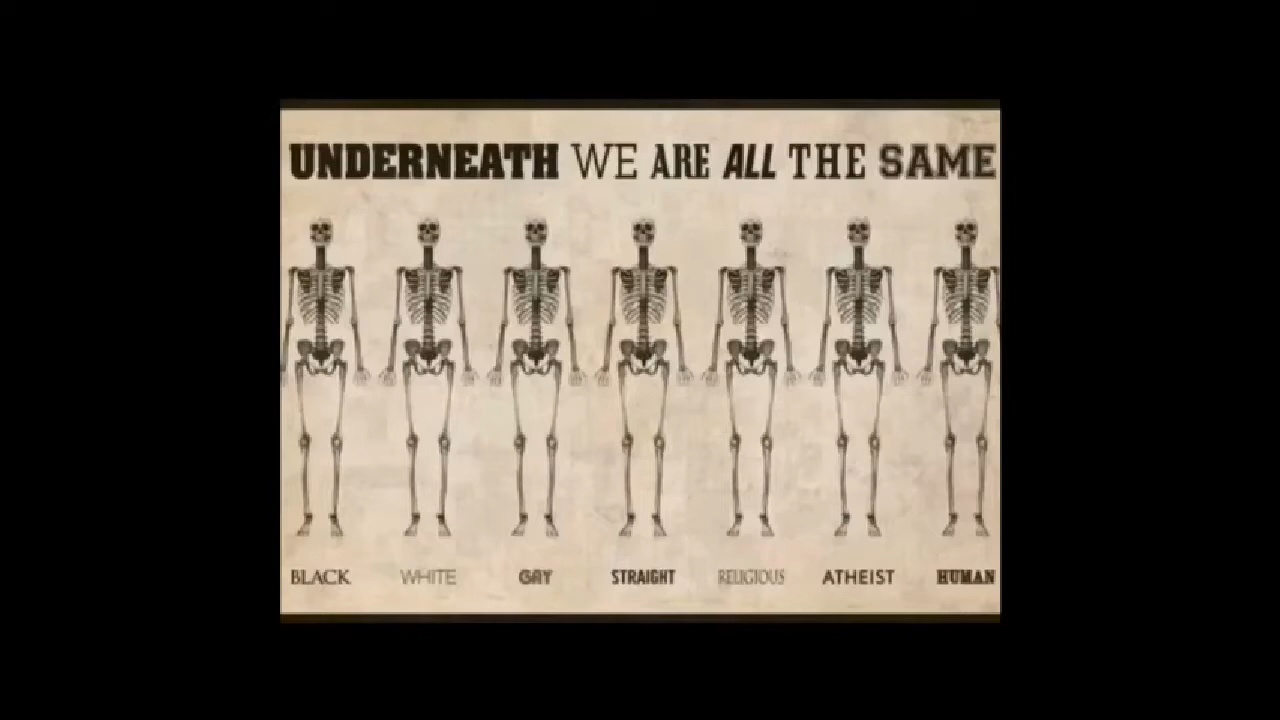 UNDERNEATH WE ARE ALL THE SAME
BLACK WHITE GAY STRAIGHT RELIGIOUS ATHEIST HUMAN